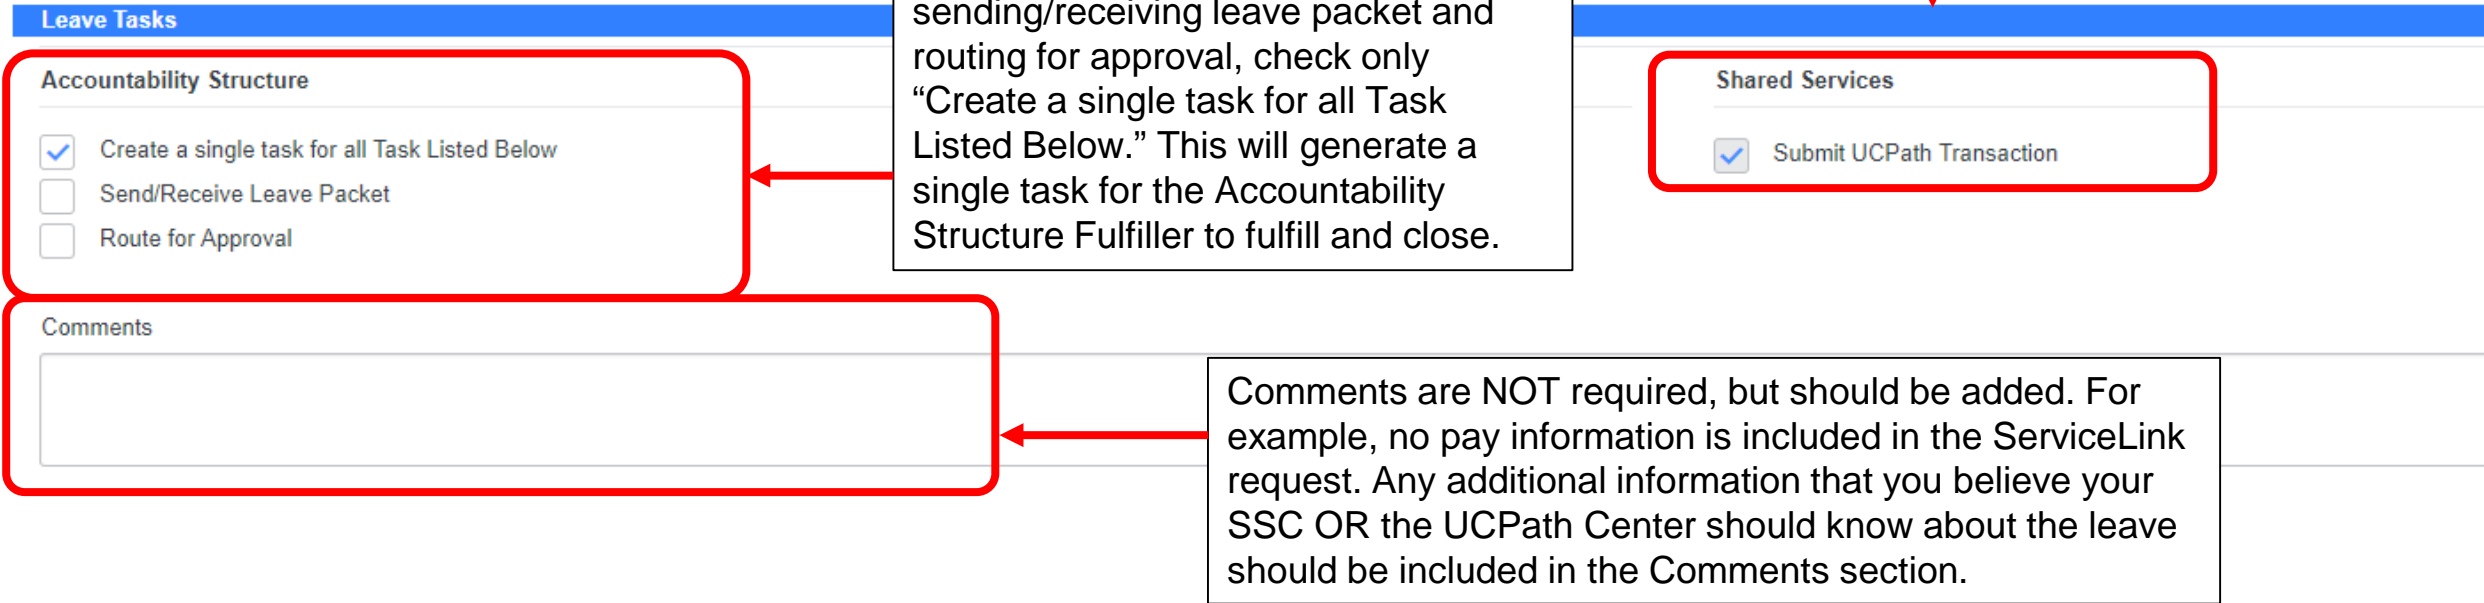 Leave Tasks
sending/receiving leave packet and
routing for approval, check only
“Create a single task for all Task
Listed Below.” This will generate a
single task for the Accountability
Structure Fulfiller to fulfill and close.
Accountability Structure
Create a single task for all Task Listed Below
Send/Receive Leave Packet
Route for Approval
Shared Services
Submit UCPath Transaction
Comments
Comments are NOT required, but should be added. For
example, no pay information is included in the ServiceLink
request. Any additional information that you believe your
SSC OR the UCPath Center should know about the leave
should be included in the Comments section.